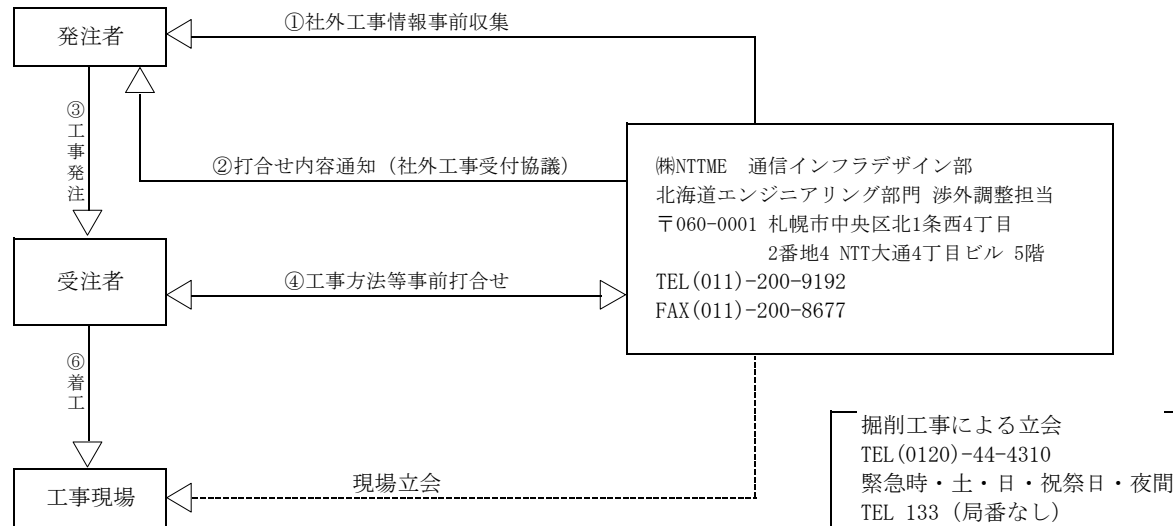 発注者
①社外工事情報事前収集
③工事発注
②打合せ内容通知（社外工事受付協議）
㈱NTTME　通信インフラデザイン部
北海道エンジニアリング部門 渉外調整担当
〒060-0001 札幌市中央区北1条西4丁目
2番地4 NTT大通4丁目ビル 5階
TEL(011)-200-9192
FAX(011)-200-8677
受注者
④工事方法等事前打合せ
⑥着工
工事現場
現場立会
掘削工事による立会
TEL(0120)-44-4310
緊急時・土・日・祝祭日・夜間
TEL 133（局番なし）